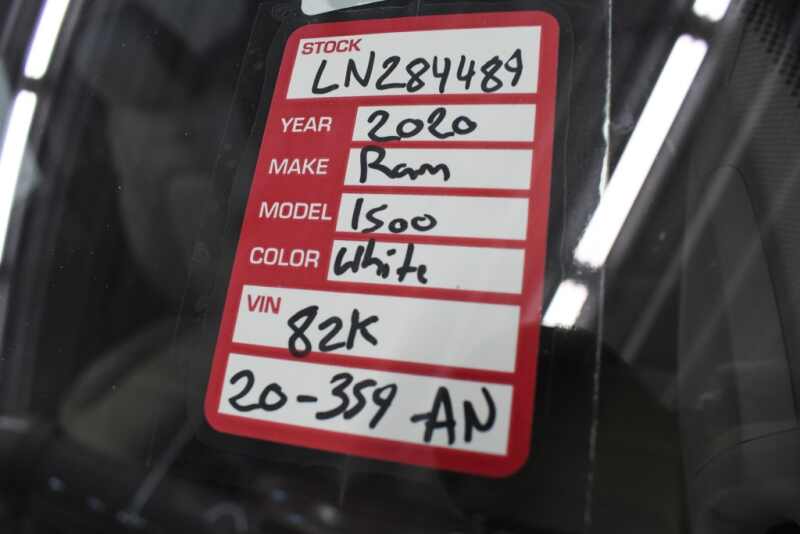 STOCK
LN284489
YEAR 2020
MAKE Ram
MODEL 1500
COLOR White
VIN
82K
20-359 AN